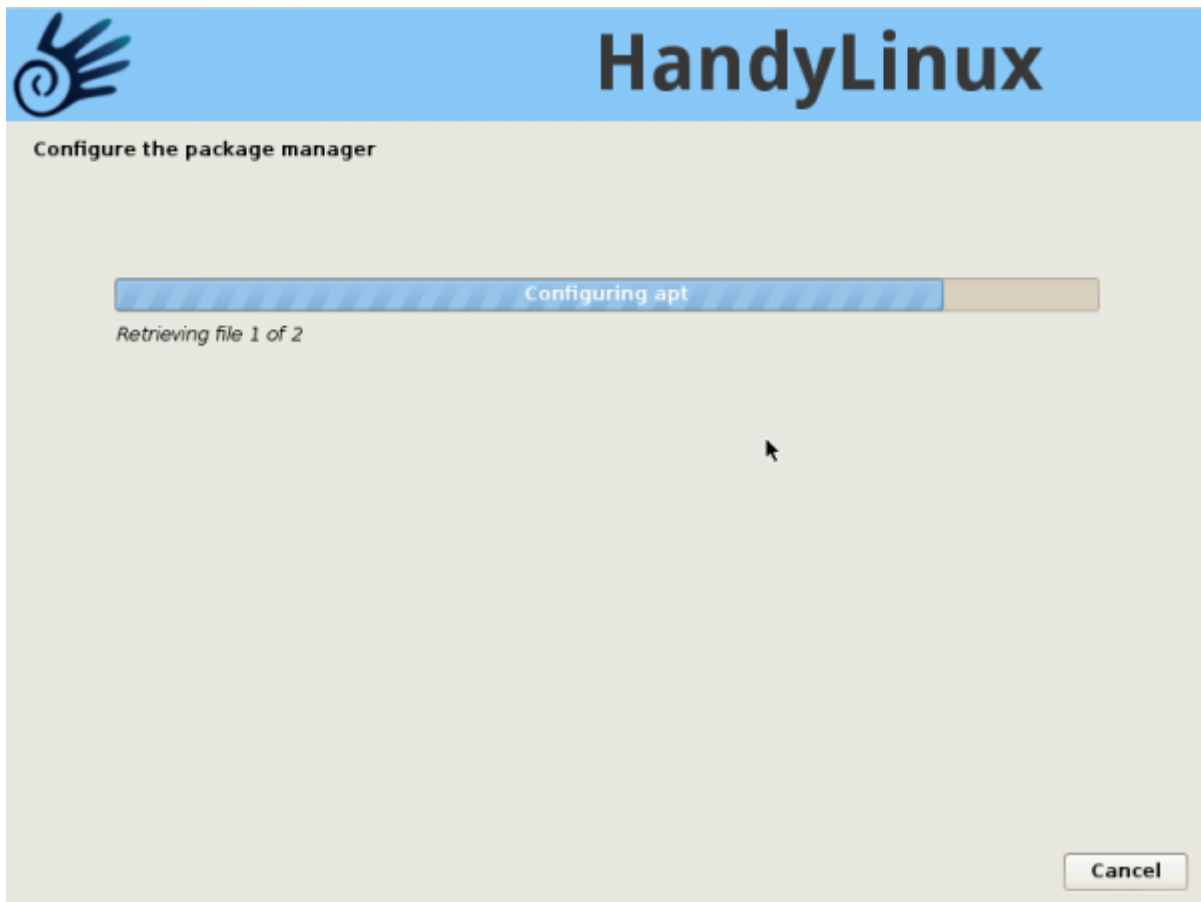 HandyLinux
Configure the package manager
Configuring apt
Retrieving file 1 of 2
Cancel